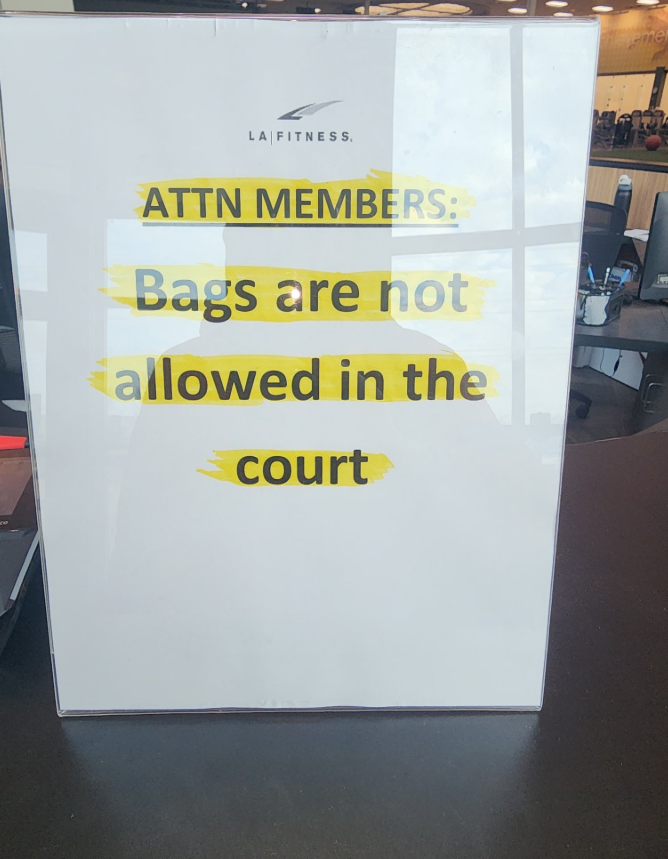 LA|FITNESS.
ATTN MEMBERS:
Bags are not
allowed in the
court